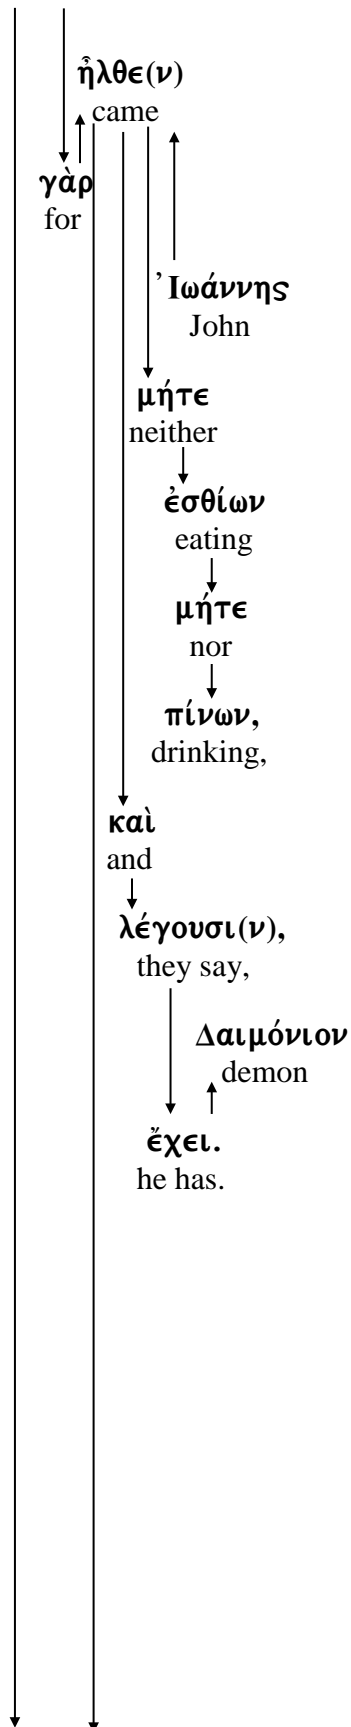 ἦλθε(ν)
came
γὰρ
for
Ἰωάννης
John
μήτε
neither
ἐσθίων
eating
μήτε
nor
πίνων,
drinking,
καὶ
and
λέγουσι(ν),
they say,
Δαιμόνιον
demon
ἔχει.
he has.